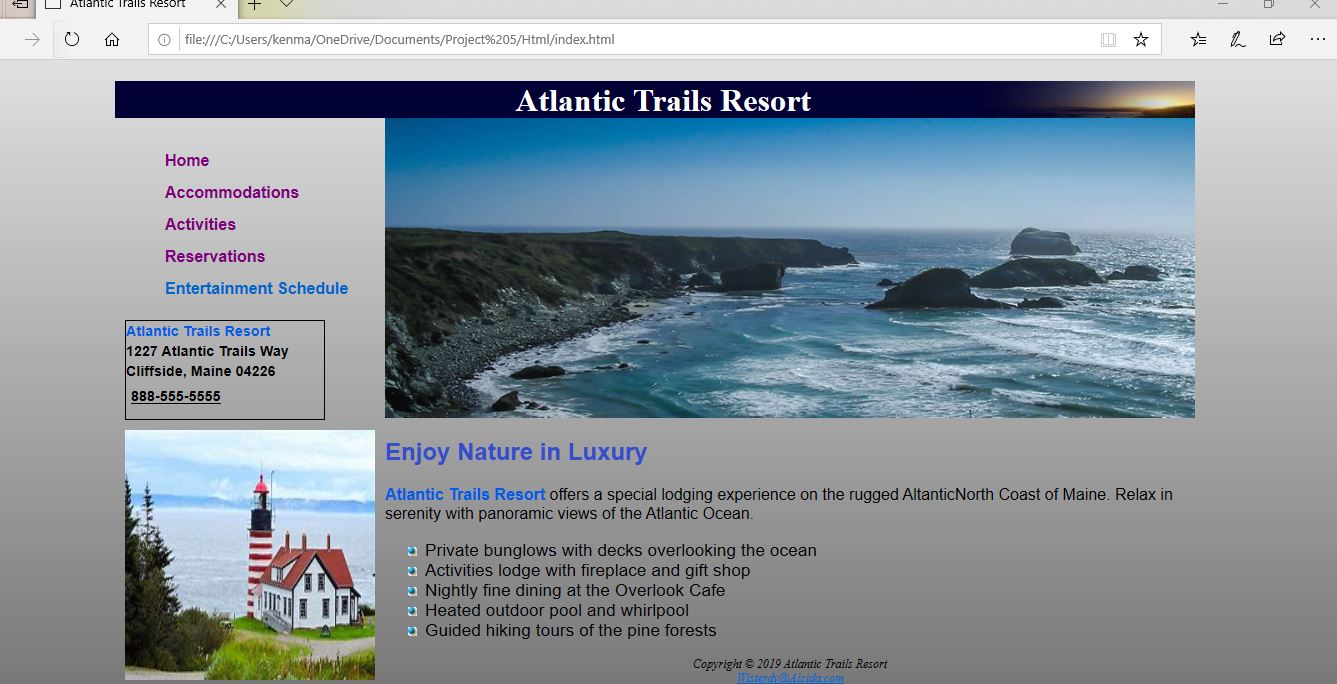 Atlantic Trails Resort
file:///C:/Users/kenma/OneDrive/Documents/Project%205/Html/index.html
Atlantic Trails Resort
Home
Accommodations
Activities
Reservations
Entertainment Schedule
Atlantic Trails Resort
1227 Atlantic Trails Way
Cliffside, Maine 04226
888-555-5555
Enjoy Nature in Luxury
Atlantic Trails Resort offers a special lodging experience on the rugged AltanticNorth Coast of Maine. Relax in
serenity with panoramic views of the Atlantic Ocean.
Private bunglows with decks overlooking the ocean
Activities lodge with fireplace and gift shop
Nightly fine dining at the Overlook Cafe
Heated outdoor pool and whirlpool
Guided hiking tours of the pine forests
Copyright © 2019 Atlantic Trails Resort
Wisterdy@Alcida.com